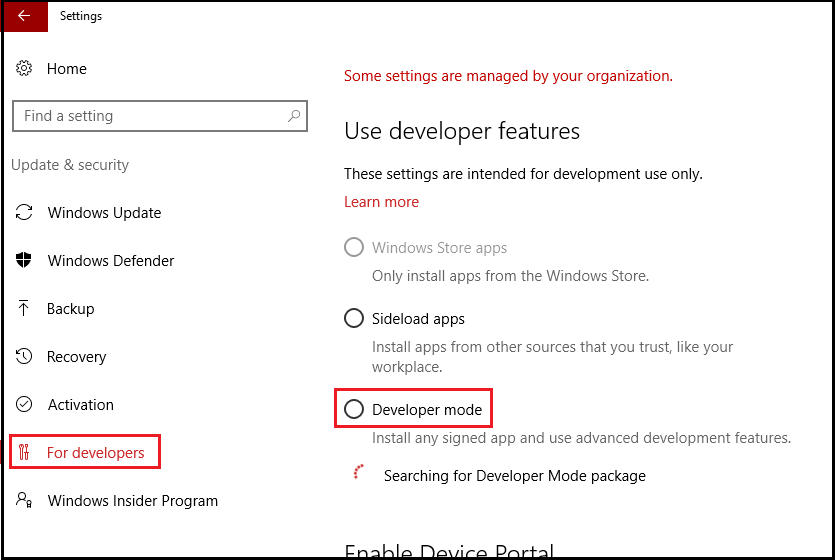 Settings
Home
Find a setting
Update & security
Windows Update
Windows Defender
Backup
Recovery
Activation
For developers
Windows Insider Program
Some settings are managed by your organization.
Use developer features
These settings are intended for development use only.
Learn more
Windows Store apps
Only install apps from the Windows Store.
Sideload apps
Install apps from other sources that you trust, like your
workplace.
Developer mode
Install any signed app and use advanced development features.
Searching for Developer Mode package
Enable Device Portal